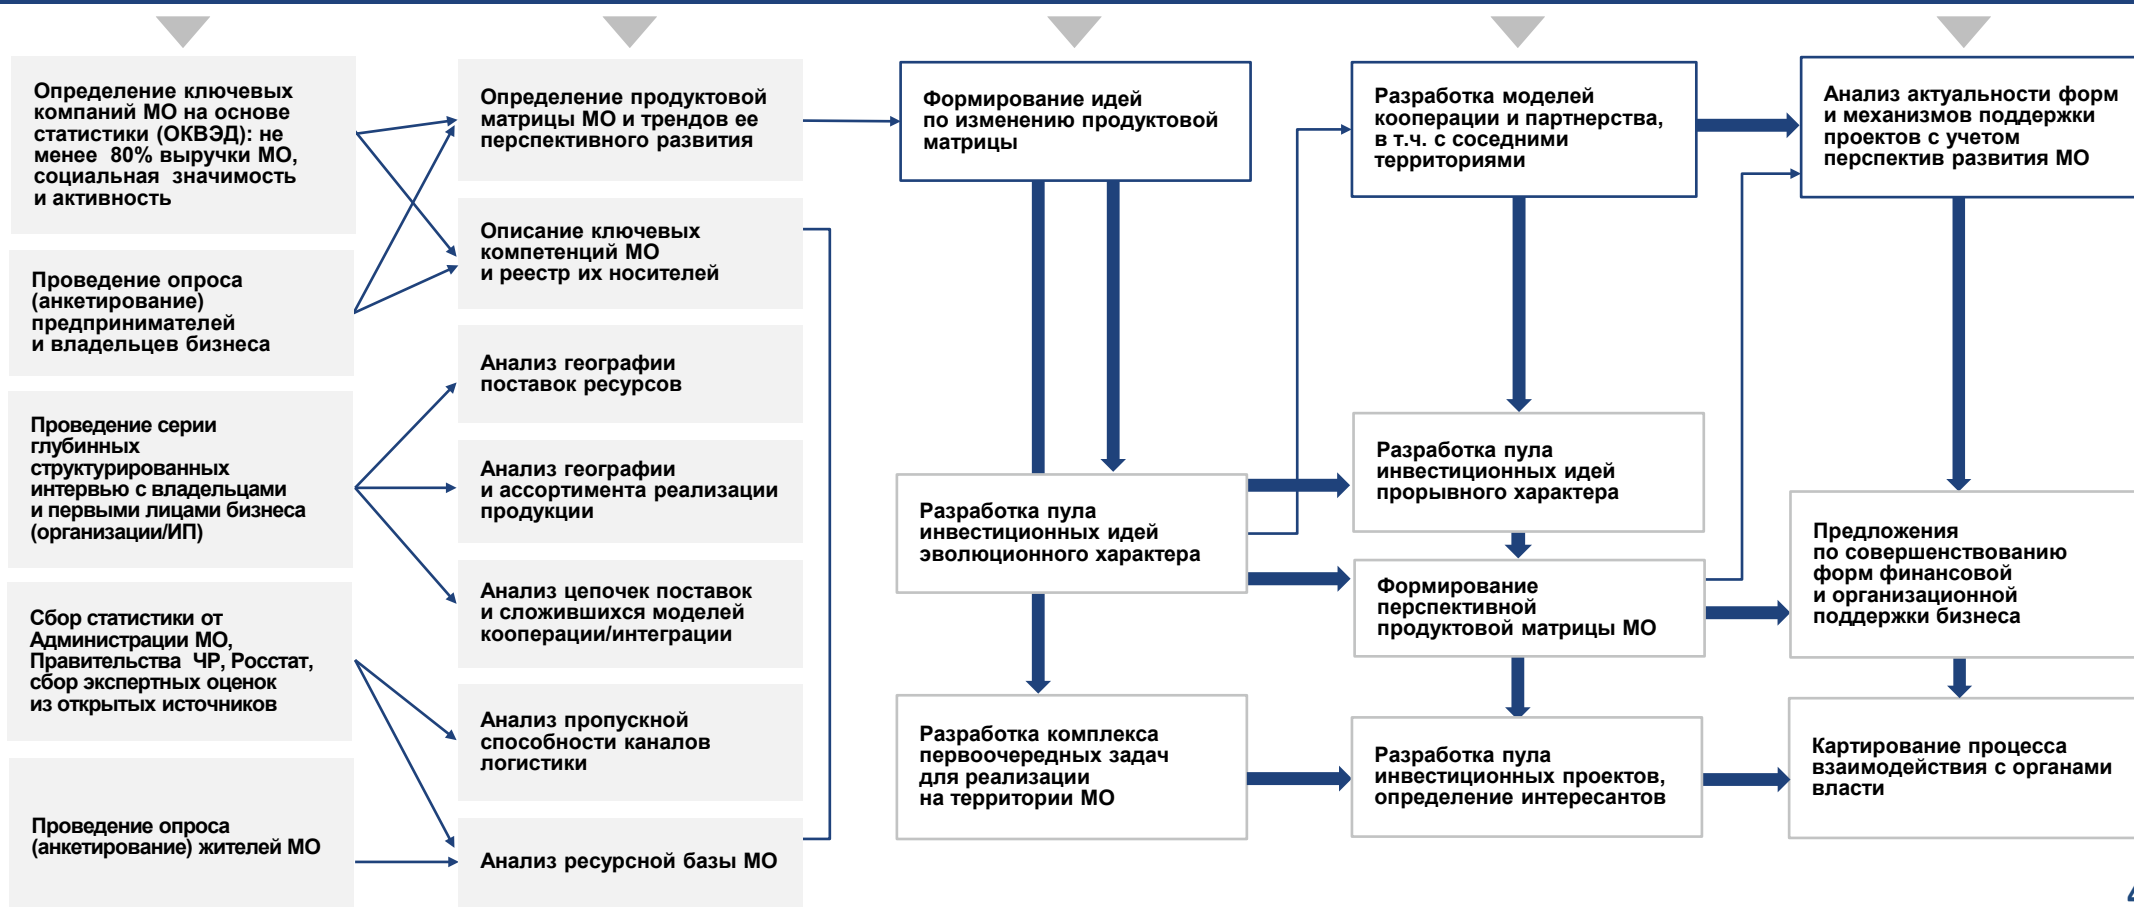 Определение ключевых
компаний МО на основе
статистики (ОКВЭД): не
менее 80% выручки МО,
социальная значимость
и активность
Проведение опроса
(анкетирование)
предпринимателей
и владельцев бизнеса
Проведение серии
глубинных
структурированных
интервью с владельцами
и первыми лицами бизнеса
(организации/ИП)
Сбор статистики от
Администрации МО,
Правительства ЧР, Росстат,
сбор экспертных оценок
из открытых источников
Проведение опроса
(анкетирование) жителей МО
Определение продуктовой
матрицы МО и трендов ее
перспективного развития
Описание ключевых
компетенций МО
и реестр их носителей
Анализ географии
поставок ресурсов
Анализ географии
и ассортимента реализации
продукции
Анализ цепочек поставок
и сложившихся моделей
кооперации/интеграции
Анализ пропускной
способности каналов
логистики
Анализ ресурсной базы МО
Формирование идей
по изменению продуктовой
матрицы
Разработка пула
инвестиционных идей
эволюционного характера
Разработка комплекса
первоочередных задач
для реализации
на территории МО
Разработка моделей
кооперации и партнерства,
в т.ч. с соседними
территориями
Разработка пула
инвестиционных идей
прорывного характера
Формирование
перспективной
продуктовой матрицы МО
Разработка пула
инвестиционных проектов,
определение интересантов
Анализ актуальности форм
и механизмов поддержки
проектов с учетом
перспектив развития МО
Предложения
по совершенствованию
форм финансовой
и организационной
поддержки бизнеса
Картирование процесса
взаимодействия с органами
власти